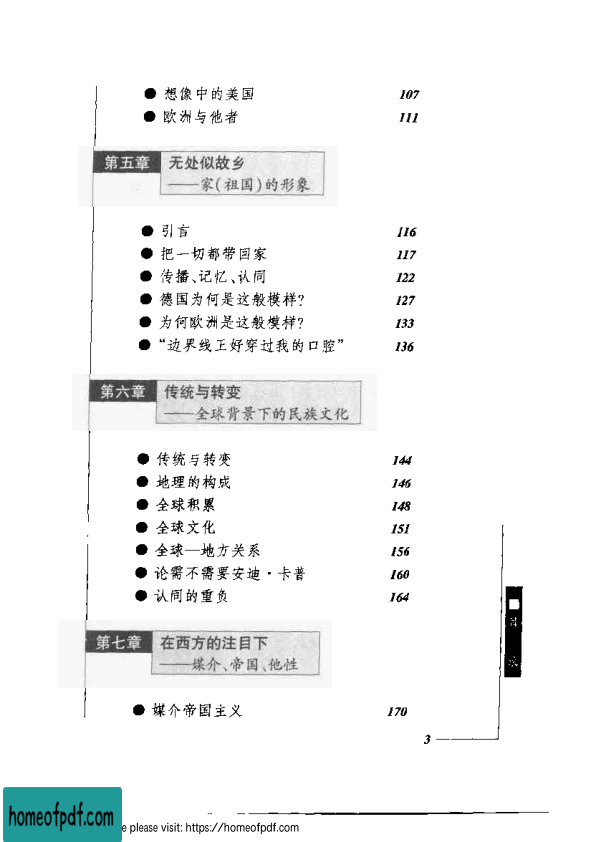 ● 想像中的美国 107
● 欧洲与他者 111
第五章 无处似故乡
——家(祖国)的形象
● 引言 116
● 把一切都带回家 117
● 传播、记忆、认同 122
● 德国为何是这般模样? 127
● 为何欧洲是这般模样? 133
● “边界线正好穿过我的口腔” 136
第六章 传统与转变
——全球背景下的民族文化
● 传统与转变 144
● 地理的构成 146
● 全球积累 148
● 全球文化 151
● 全球—地方关系 156
● 论需不需要安迪·卡普 160
● 认同的重负 164
第七章 在西方的注目下
——媒介、帝国、他性
● 媒介帝国主义 170
3
homeofpdf.com
e please visit: https://homeofpdf.com